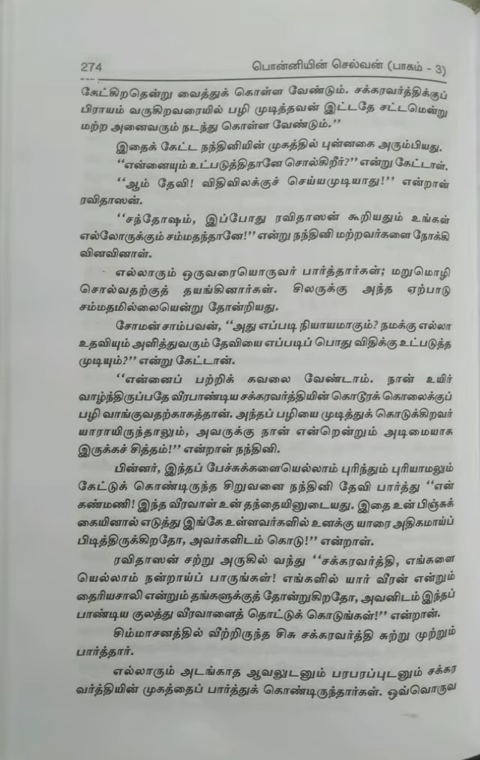 274 பொன்னியின் செல்வன் (பாகம் - 3)
கேட்கிறதென்று வைத்துக் கொள்ள வேண்டும். சக்கரவர்த்திக்குப்
பிராயம் வருகிறவரையில் பழி முடித்தவன் இட்டதே சட்டமென்று
மற்ற அனைவரும் நடந்து கொள்ள வேண்டும்."
இதைக் கேட்ட நந்தினியின் முகத்தில் புன்னகை அரும்பியது.
"என்னையும் உட்படுத்திதானே சொல்கிறீர்?" என்று கேட்டாள்.
"ஆம் தேவி! விதிவிலக்குச் செய்யமுடியாது!" என்றான்
ரவிதாஸன்.
"சந்தோஷம், இப்போது ரவிதாஸன் கூறியதும் உங்கள்
எல்லோருக்கும் சம்மதந்தானே!" என்று நந்தினி மற்றவர்களை நோக்கி
வினவினாள்.
எல்லாரும் ஒருவரையொருவர் பார்த்தார்கள்; மறுமொழி
சொல்வதற்குத் தயங்கினார்கள். சிலருக்கு அந்த ஏற்பாடு
சம்மதமில்லையென்று தோன்றியது.
சோமன் சாம்பவன், "அது எப்படி நியாயமாகும்? நமக்கு எல்லா
உதவியும் அளித்துவரும் தேவியை எப்படிப் பொது விதிக்கு உட்படுத்த
முடியும்?" என்று கேட்டான்.
"என்னைப் பற்றிக் கவலை வேண்டாம். நான் உயிர்
வாழ்ந்திருப்பதே வீரபாண்டிய சக்கரவர்த்தியின் கொடூரக் கொலைக்குப்
பழி வாங்குவதற்காகத்தான். அந்தப் பழியை முடித்துக் கொடுக்கிறவர்
யாராயிருந்தாலும், அவருக்கு நான் என்றென்றும் அடிமையாக
இருக்கச் சித்தம்!" என்றாள் நந்தினி.
பின்னர், இந்தப் பேச்சுக்களையெல்லாம் புரிந்தும் புரியாமலும்
கேட்டுக் கொண்டிருந்த சிறுவனை நந்தினி தேவி பார்த்து "என்
கண்மணி! இந்த வீரவாள் உன் தந்தையினுடையது. இதை உன் பிஞ்சுக்
கையினால் எடுத்து இங்கே உள்ளவர்களில் உனக்கு யாரை அதிகமாய்ப்
பிடித்திருக்கிறதோ, அவர்களிடம் கொடு!" என்றாள்.
ரவிதாஸன் சற்று அருகில் வந்து "சக்கரவர்த்தி, எங்களை
யெல்லாம் நன்றாய்ப் பாருங்கள்! எங்களில் யார் வீரன் என்றும்
தைரியசாலி என்றும் தங்களுக்குத் தோன்றுகிறதோ, அவனிடம் இந்தப்
பாண்டிய குலத்து வீரவாளைத் தொட்டுக் கொடுங்கள்!" என்றான்.
சிம்மாசனத்தில் வீற்றிருந்த சிசு சக்கரவர்த்தி சுற்று முற்றும்
பார்த்தார்.
எல்லாரும் அடங்காத ஆவலுடனும் பரபரப்புடனும் சக்கர
வர்த்தியின் முகத்தைப் பார்த்துக் கொண்டிருந்தார்கள். ஒவ்வொருவ